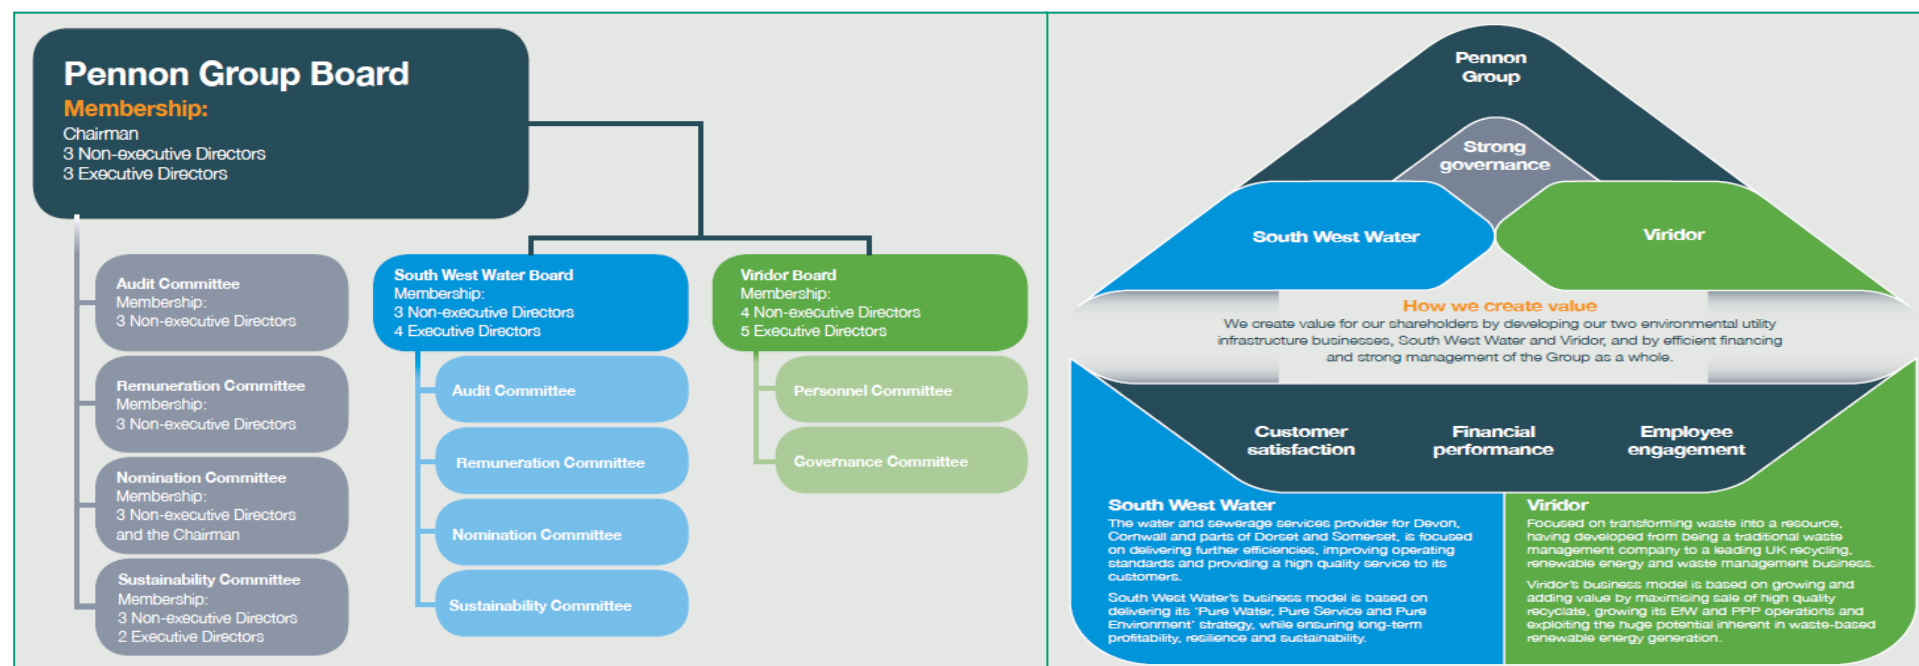 Pennon Group Board
Membership:
Chairman
3 Non-executive Directors
3 Executive Directors
Audit Committee
Membership:
3 Non-executive Directors
Remuneration Committee
Membership:
3 Non-executive Directors
Nomination Committee
Membership:
3 Non-executive Directors
and the Chairman
Sustainability Committee
Membership:
3 Non-executive Directors
2 Executive Directors
South West Water Board
Membership:
3 Non-executive Directors
4 Executive Directors
Audit Committee
Remuneration Committee
Nomination Committee
Sustainability Committee
Viridor Board
Membership:
4 Non-executive Directors
5 Executive Directors
Personnel Committee
Governance Committee
Pennon
Group
Strong
governance
South West Water
Viridor
How we create value
We create value for our shareholders by developing our two environmental utility
infrastructure businesses, South West Water and Viridor, and by efficient financing
and strong management of the Group as a whole.
Customer
satisfaction
Financial
performance
Employee
engagement
South West Water
The water and sewerage services provider for Devon,
Cornwall and parts of Dorset and Somerset, is focused
on delivering further efficiencies, improving operating
standards and providing a high quality service to its
customers.
South West Water's business model is based on
delivering its 'Pure Water, Pure Service and Pure
Environment' strategy, while ensuring long-term
profitability, resilience and sustainability.
Viridor
Focused on transforming waste into a resource,
having developed from being a traditional waste
management company to a leading UK recycling,
renewable energy and waste management business.
Viridor's business model is based on growing and
adding value by maximising sale of high quality
recyclate, growing its EfW and PPP operations and
exploiting the huge potential inherent in waste-based
renewable energy generation.